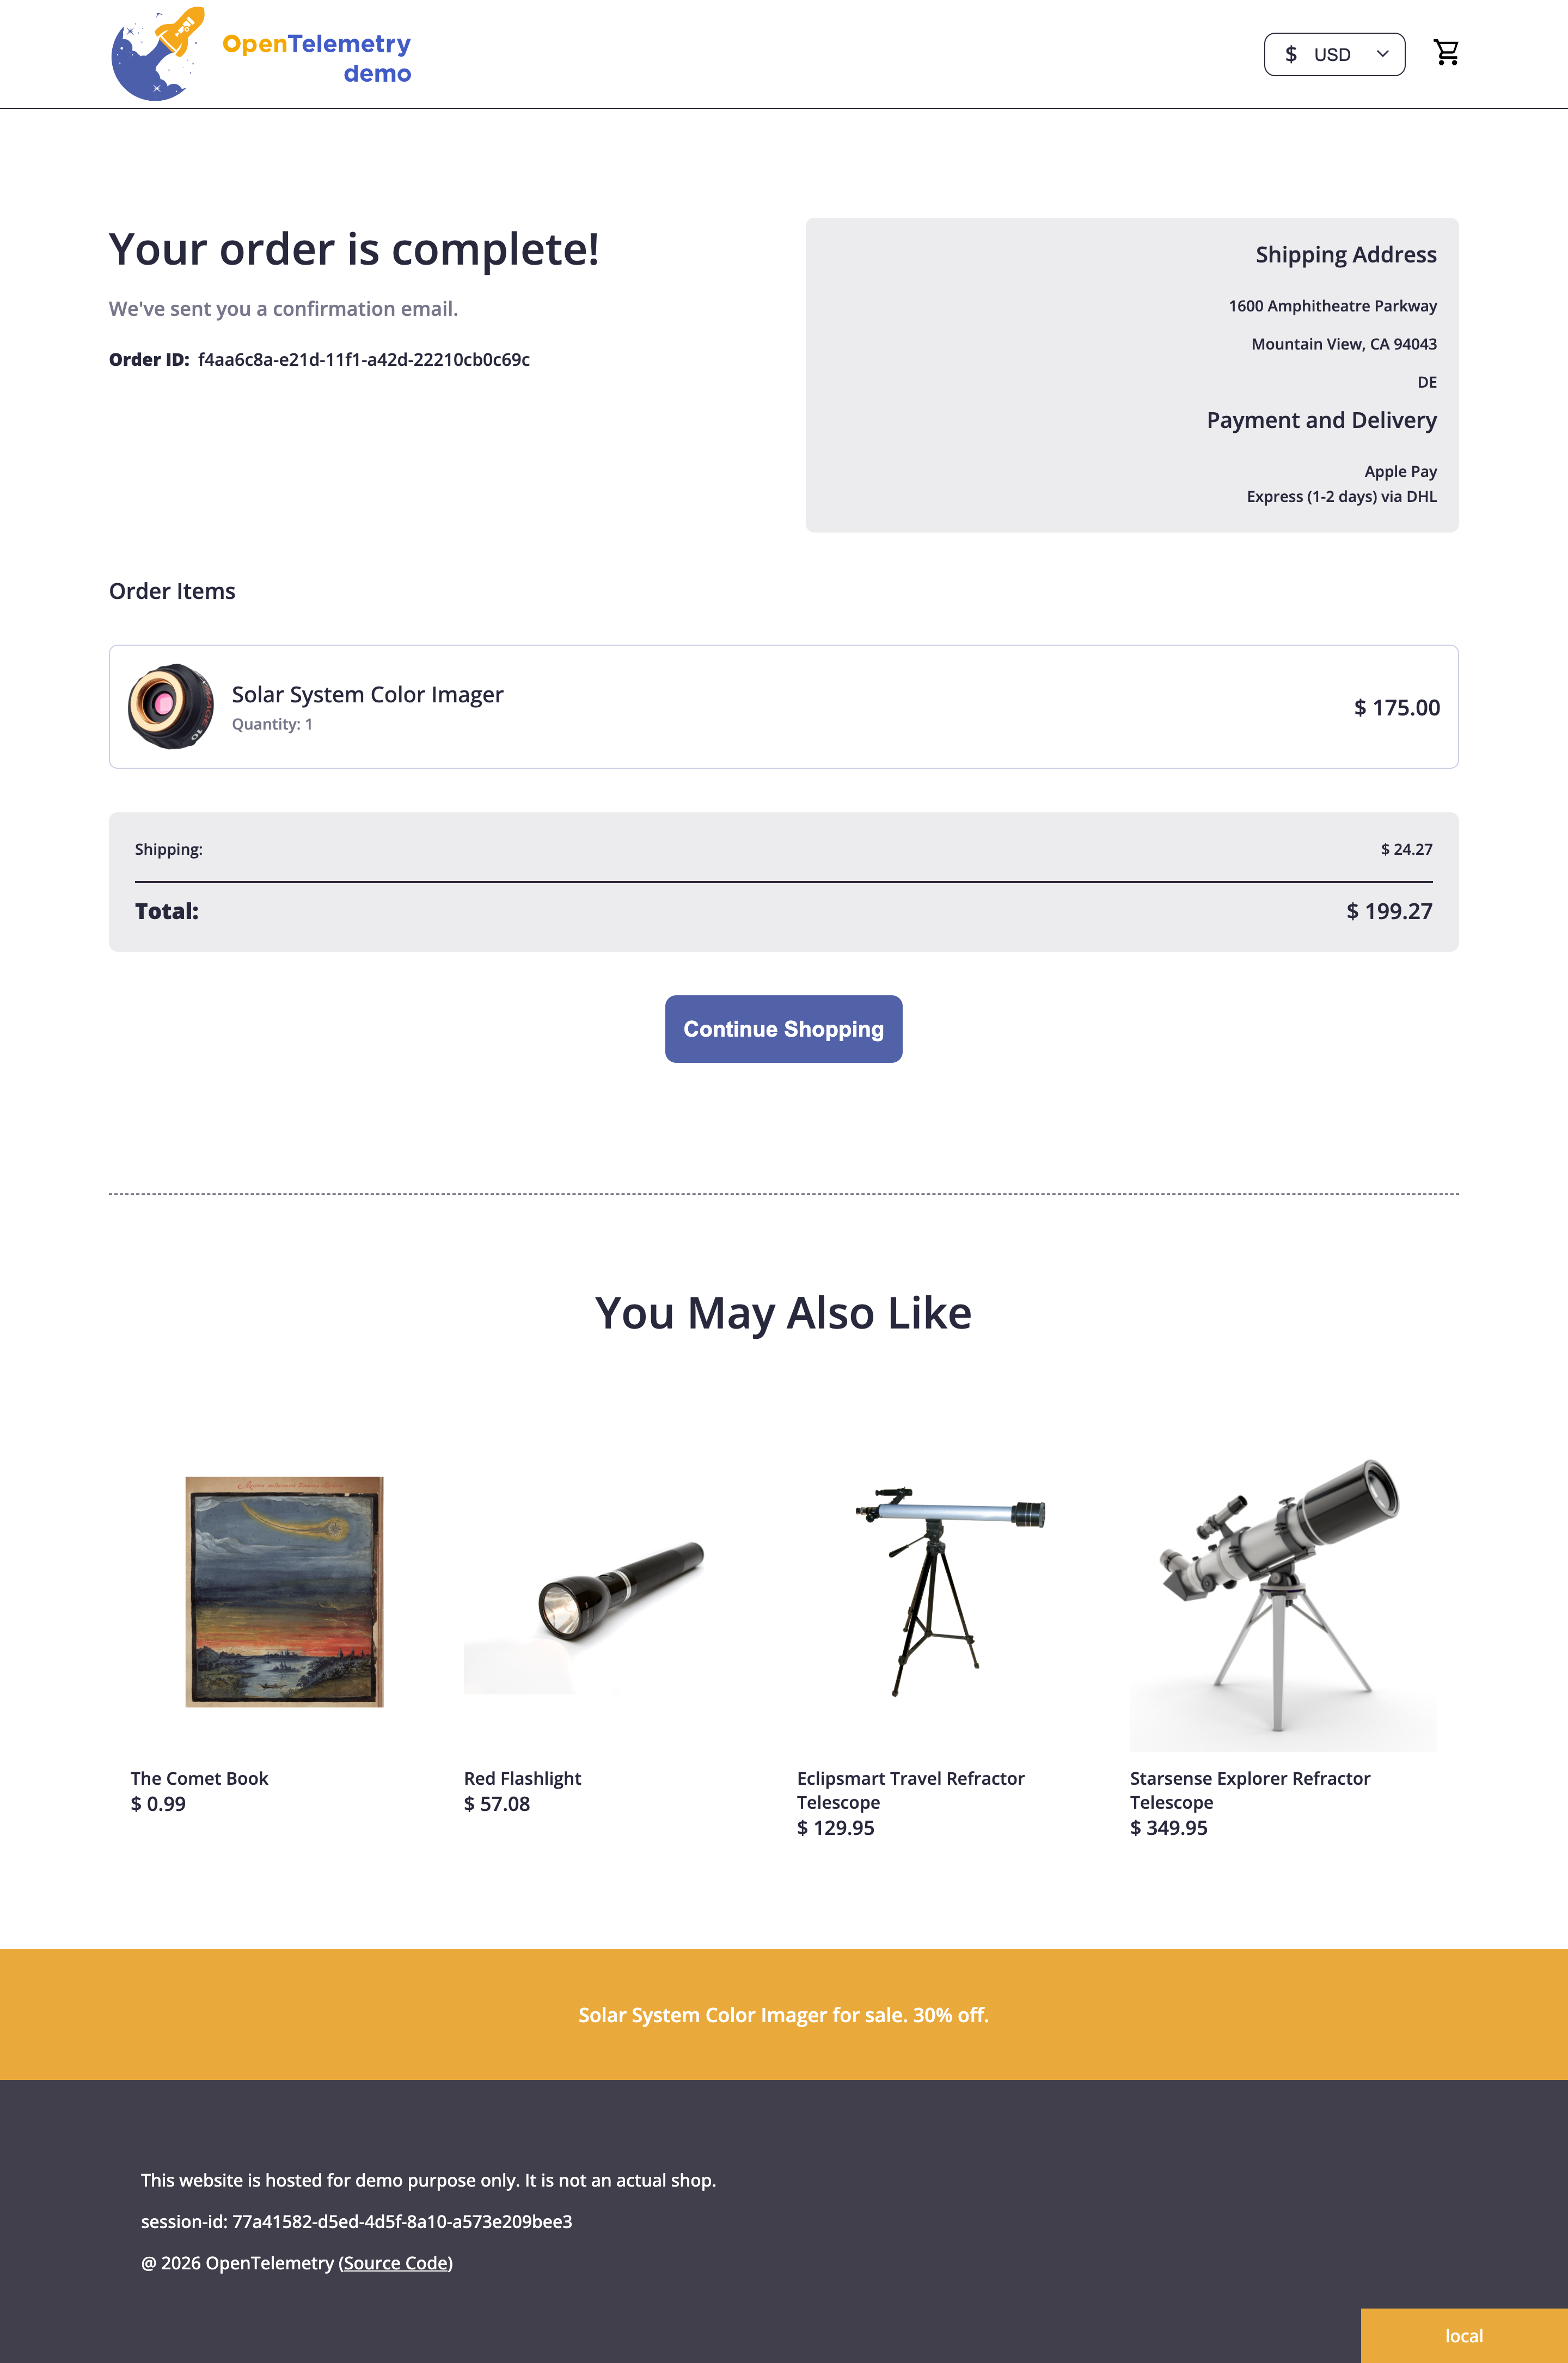 OpenTelemetry
demo
$ USD
Your order is complete!
We've sent you a confirmation email.
Order ID: f4aa6c8a-e21d-11f1-a42d-22210cb0c69c
Shipping Address
1600 Amphitheatre Parkway
Mountain View, CA 94043
DE
Payment and Delivery
Apple Pay
Express (1-2 days) via DHL
Order Items
Solar System Color Imager
Quantity: 1
$ 175.00
Shipping:
$ 24.27
Total:
$ 199.27
Continue Shopping
You May Also Like
The Comet Book
$ 0.99
Red Flashlight
$ 57.08
Eclipsmart Travel Refractor
Telescope
$ 129.95
Starsense Explorer Refractor
Telescope
$ 349.95
Solar System Color Imager for sale. 30% off.
This website is hosted for demo purpose only. It is not an actual shop.
session-id: 77a41582-d5ed-4d5f-8a10-a573e209bee3
@ 2026 OpenTelemetry (Source Code)
local